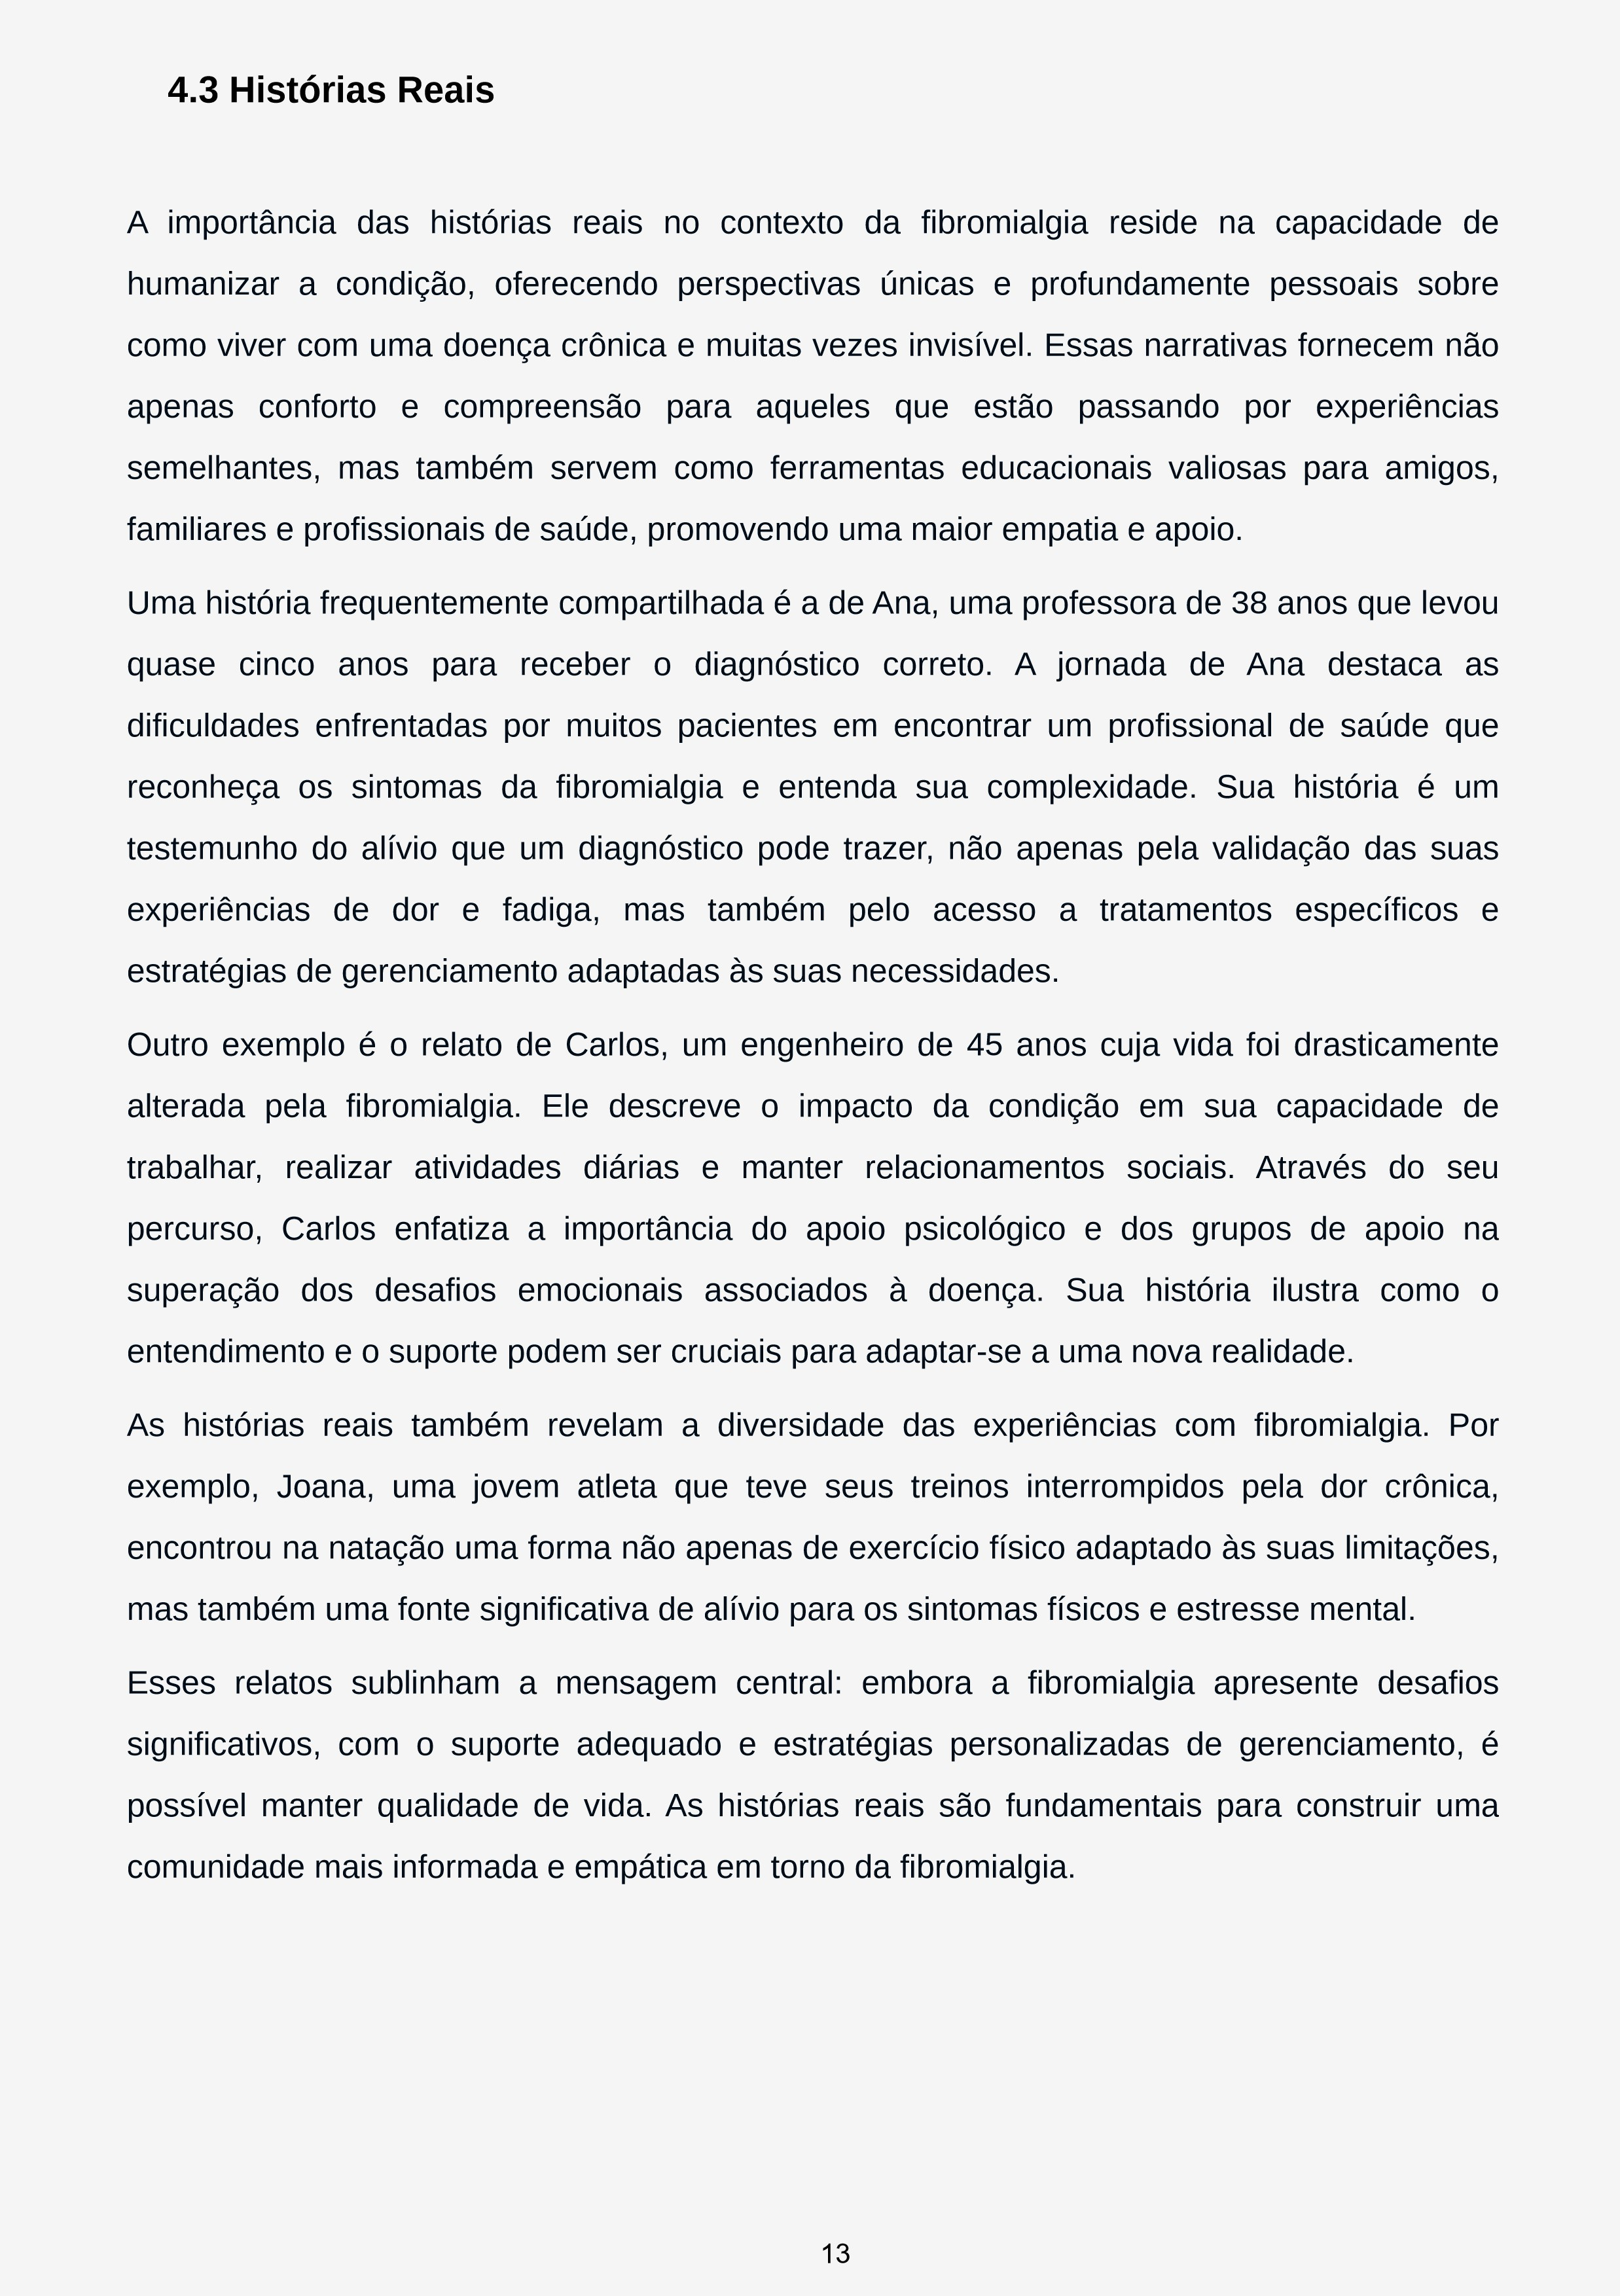 4.3 Histórias Reais
A importância das histórias reais no contexto da fibromialgia reside na capacidade de
humanizar a condição, oferecendo perspectivas únicas e profundamente pessoais sobre
como viver com uma doença crônica e muitas vezes invisível. Essas narrativas fornecem não
apenas conforto e compreensão para aqueles que estão passando por experiências
semelhantes, mas também servem como ferramentas educacionais valiosas para amigos,
familiares e profissionais de saúde, promovendo uma maior empatia e apoio.
Uma história frequentemente compartilhada é a de Ana, uma professora de 38 anos que levou
quase cinco anos para receber o diagnóstico correto. A jornada de Ana destaca as
dificuldades enfrentadas por muitos pacientes em encontrar um profissional de saúde que
reconheça os sintomas da fibromialgia e entenda sua complexidade. Sua história é um
testemunho do alívio que um diagnóstico pode trazer, não apenas pela validação das suas
experiências de dor e fadiga, mas também pelo acesso a tratamentos específicos e
estratégias de gerenciamento adaptadas às suas necessidades.
Outro exemplo é o relato de Carlos, um engenheiro de 45 anos cuja vida foi drasticamente
alterada pela fibromialgia. Ele descreve o impacto da condição em sua capacidade de
trabalhar, realizar atividades diárias e manter relacionamentos sociais. Através do seu
percurso, Carlos enfatiza a importância do apoio psicológico e dos grupos de apoio na
superação dos desafios emocionais associados à doença. Sua história ilustra como o
entendimento e o suporte podem ser cruciais para adaptar-se a uma nova realidade.
As histórias reais também revelam a diversidade das experiências com fibromialgia. Por
exemplo, Joana, uma jovem atleta que teve seus treinos interrompidos pela dor crônica,
encontrou na natação uma forma não apenas de exercício físico adaptado às suas limitações,
mas também uma fonte significativa de alívio para os sintomas físicos e estresse mental.
Esses relatos sublinham a mensagem central: embora a fibromialgia apresente desafios
significativos, com o suporte adequado e estratégias personalizadas de gerenciamento, é
possível manter qualidade de vida. As histórias reais são fundamentais para construir uma
comunidade mais informada e empática em torno da fibromialgia.
13